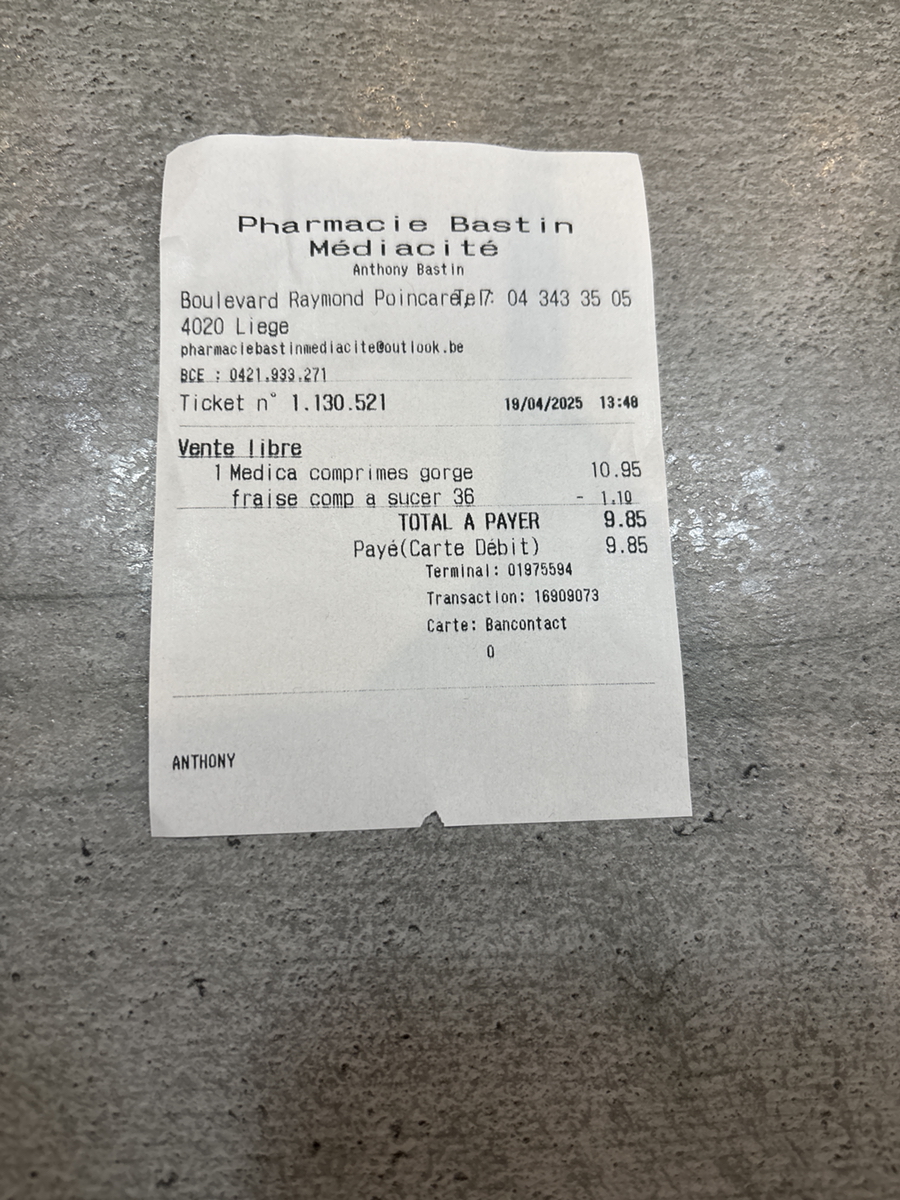 Pharmacie Bastin
Médiacité
Anthony Bastin
Boulevard Raymond Poincaré, 7 Tel : 04 343 35 05
4020 Liege
pharmaciebastinmediacite@outlook.be
BCE : 0421.933.271
Ticket n° 1.130.521 19/04/2025 13:48
Vente libre
1 Medica comprimes gorge 10.95
fraise comp a sucer 36 - 1.10
TOTAL A PAYER 9.85
Payé(Carte Débit) 9.85
Terminal: 01975594
Transaction: 16909073
Carte: Bancontact
0
ANTHONY